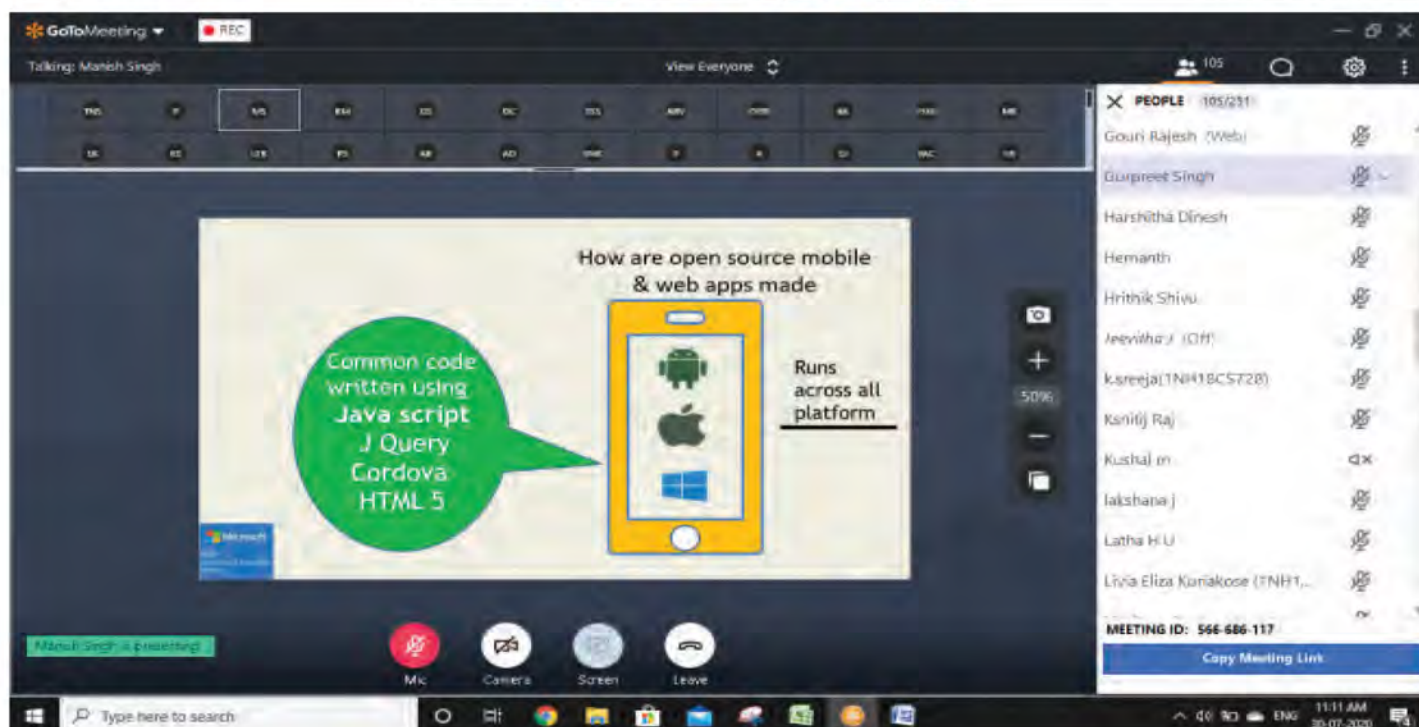 GoToMeeting
REC
Talking: Manish Singh
View Everyone
105
PEOPLE 105/251
Gouri Rajesh (Web)
Gurpreet Singh
Harshitha Dinesh
Hemanth
Hrithik Shivu
Jeevitha J (Off)
k.sreeja(1NH18CS728)
Kshitij Raj
Kushal m
lakshana j
Latha H U
Livia Eliza Kuriakose (1NH1...
MEETING ID: 566-686-117
Copy Meeting Link
How are open source mobile
& web apps made
Common code
written using
Java script
J Query
Cordova
HTML 5
Runs
across all
platform
Microsoft
50%
Manish Singh is presenting
Mic
Camera
Screen
Leave
Type here to search
ENG
11:11 AM
30-07-2020